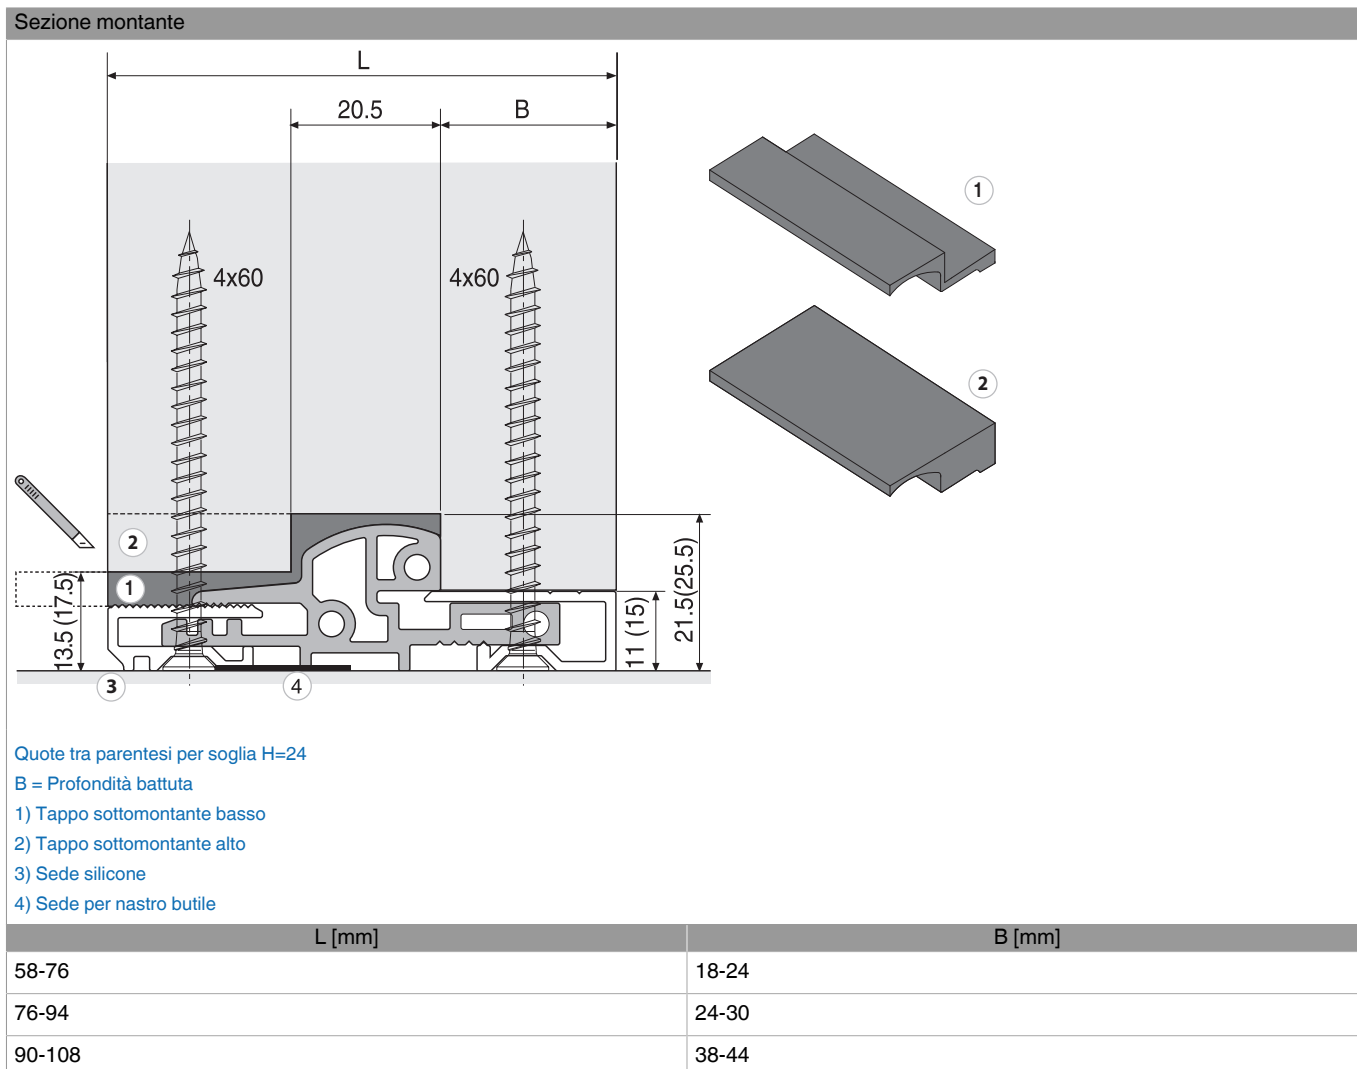 Sezione montante
L
20.5
B
1
4x60
4x60
2
2
1
13.5 (17.5)
11 (15)
21.5(25.5)
3
4
Quote tra parentesi per soglia H=24
B = Profondità battuta
1) Tappo sottomontante basso
2) Tappo sottomontante alto
3) Sede silicone
4) Sede per nastro butile
L [mm] B [mm]
58-76 18-24
76-94 24-30
90-108 38-44